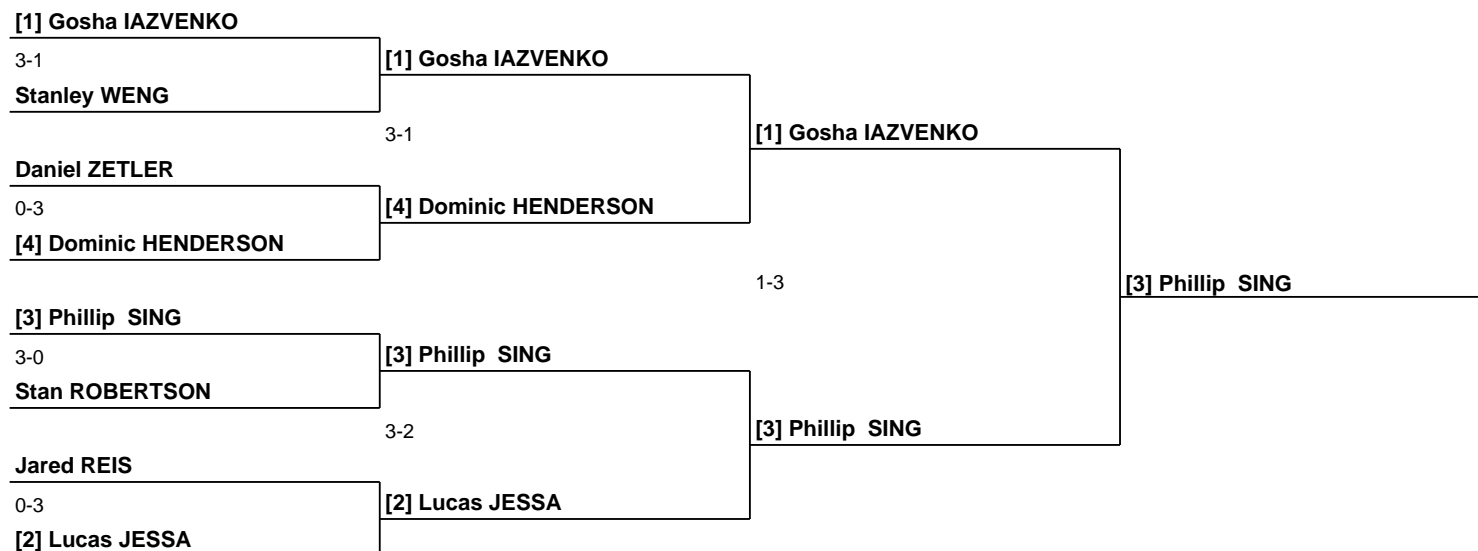 [1] Gosha IAZVENKO
3-1
[1] Gosha IAZVENKO
Stanley WENG
3-1
[1] Gosha IAZVENKO
Daniel ZETLER
0-3
[4] Dominic HENDERSON
[4] Dominic HENDERSON
1-3
[3] Phillip  SING
[3] Phillip  SING
3-0
[3] Phillip  SING
Stan ROBERTSON
3-2
[3] Phillip  SING
Jared REIS
0-3
[2] Lucas JESSA
[2] Lucas JESSA